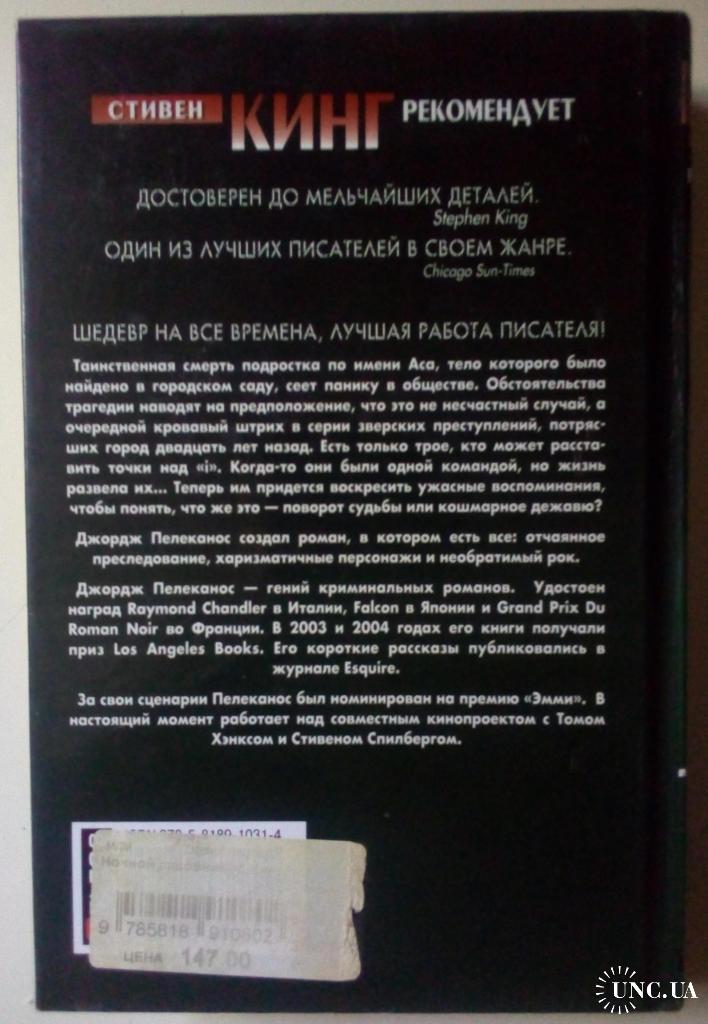 СТИВЕН КИНГ РЕКОМЕНДУЕТ
ДОСТОВЕРЕН ДО МЕЛЬЧАЙШИХ ДЕТАЛЕЙ.
Stephen King
ОДИН ИЗ ЛУЧШИХ ПИСАТЕЛЕЙ В СВОЕМ ЖАНРЕ.
Chicago Sun-Times
ШЕДЕВР НА ВСЕ ВРЕМЕНА, ЛУЧШАЯ РАБОТА ПИСАТЕЛЯ!
Таинственная смерть подростка по имени Аса, тело которого было
найдено в городском саду, сеет панику в обществе. Обстоятельства
трагедии наводят на предположение, что это не несчастный случай, а
очередной кровавый штрих в серии зверских преступлений, потряс-
ших город двадцать лет назад. Есть только трое, кто может расста-
вить точки над «i». Когда-то они были одной командой, но жизнь
развела их... Теперь им придется воскресить ужасные воспоминания,
чтобы понять, что же это — поворот судьбы или кошмарное дежавю?
Джордж Пелеканос создал роман, в котором есть все: отчаянное
преследование, харизматичные персонажи и необратимый рок.
Джордж Пелеканос — гений криминальных романов. Удостоен
наград Raymond Chandler в Италии, Falcon в Японии и Grand Prix Du
Roman Noir во Франции. В 2003 и 2004 годах его книги получали
приз Los Angeles Books. Его короткие рассказы публиковались в
журнале Esquire.
За свои сценарии Пелеканос был номинирован на премию «Эмми». В
настоящий момент работает над совместным кинопроектом с Томом
Хэнксом и Стивеном Спилбергом.
5-8189-1031-4
Ночной
9 785818 910802
ЦЕНА 147.00
UNC.UA